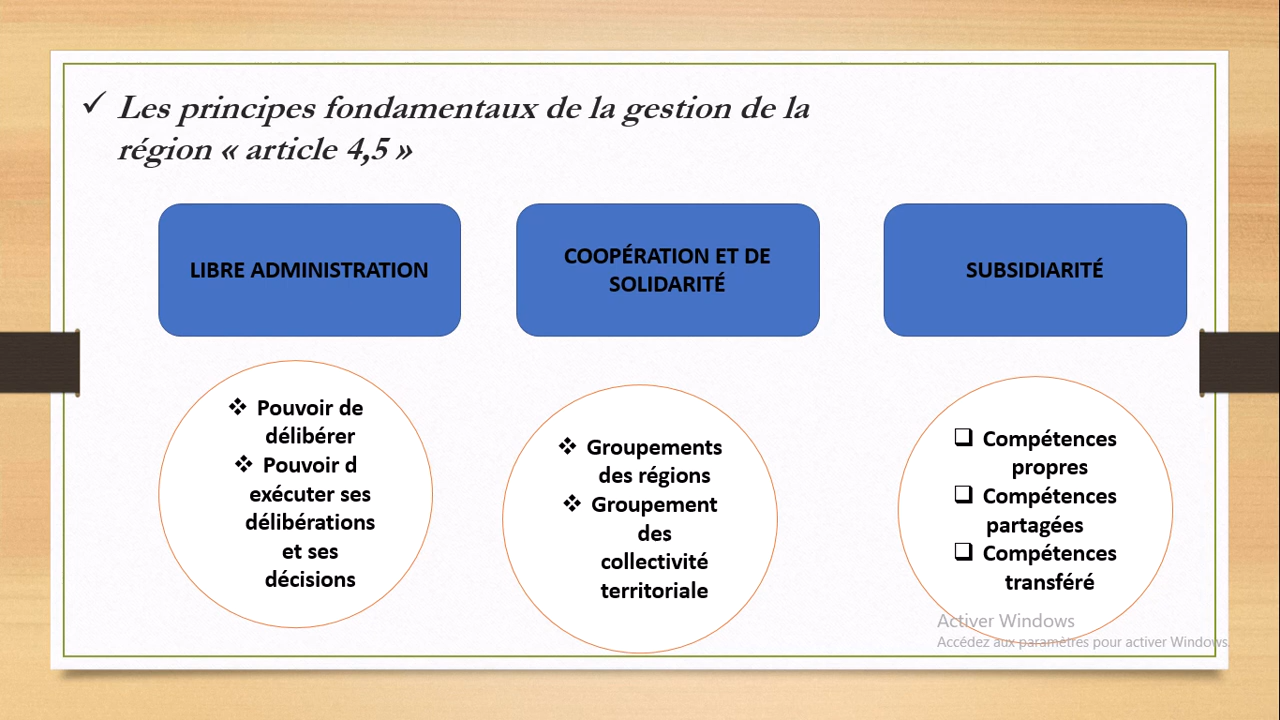 ✓ Les principes fondamentaux de la gestion de la
région « article 4,5 »
LIBRE ADMINISTRATION
COOPÉRATION ET DE
SOLIDARITÉ
SUBSIDIARITÉ
❖ Pouvoir de
délibérer
❖ Pouvoir d
exécuter ses
délibérations
et ses
décisions
❖ Groupements
des régions
❖ Groupement
des
collectivité
territoriale
❑ Compétences
propres
❑ Compétences
partagées
❑ Compétences
transféré
Activer Windows
Accédez aux paramètres pour activer Windows.